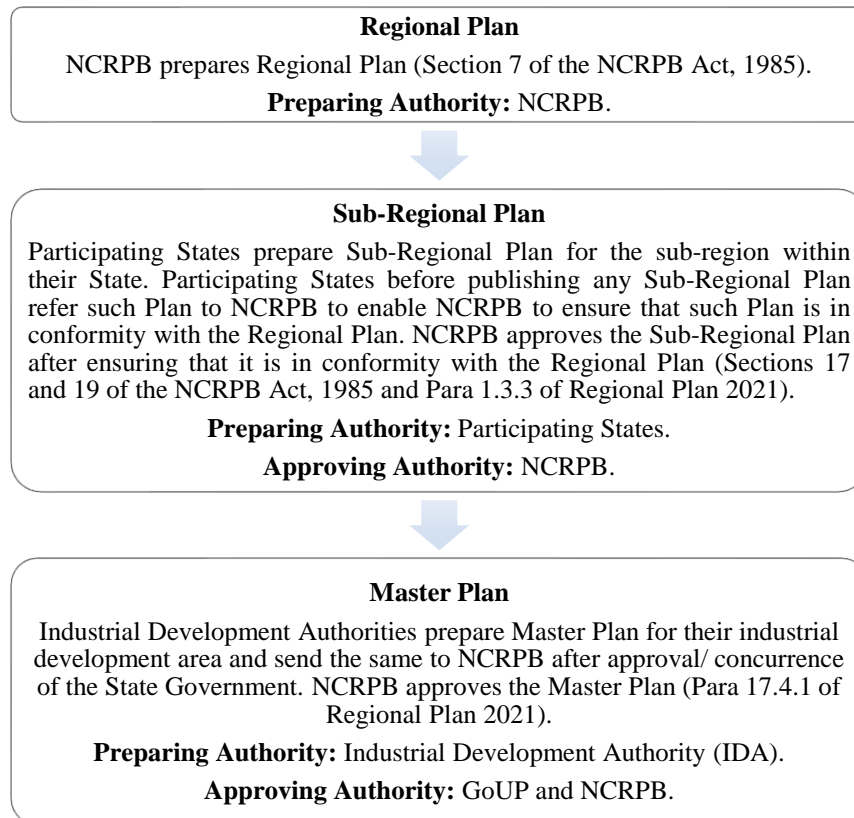 Regional Plan
NCRPB prepares Regional Plan (Section 7 of the NCRPB Act, 1985).
Preparing Authority: NCRPB.
Sub-Regional Plan
Participating States prepare Sub-Regional Plan for the sub-region within
their State. Participating States before publishing any Sub-Regional Plan
refer such Plan to NCRPB to enable NCRPB to ensure that such Plan is in
conformity with the Regional Plan. NCRPB approves the Sub-Regional Plan
after ensuring that it is in conformity with the Regional Plan (Sections 17
and 19 of the NCRPB Act, 1985 and Para 1.3.3 of Regional Plan 2021).
Preparing Authority: Participating States.
Approving Authority: NCRPB.
Master Plan
Industrial Development Authorities prepare Master Plan for their industrial
development area and send the same to NCRPB after approval/ concurrence
of the State Government. NCRPB approves the Master Plan (Para 17.4.1 of
Regional Plan 2021).
Preparing Authority: Industrial Development Authority (IDA).
Approving Authority: GoUP and NCRPB.